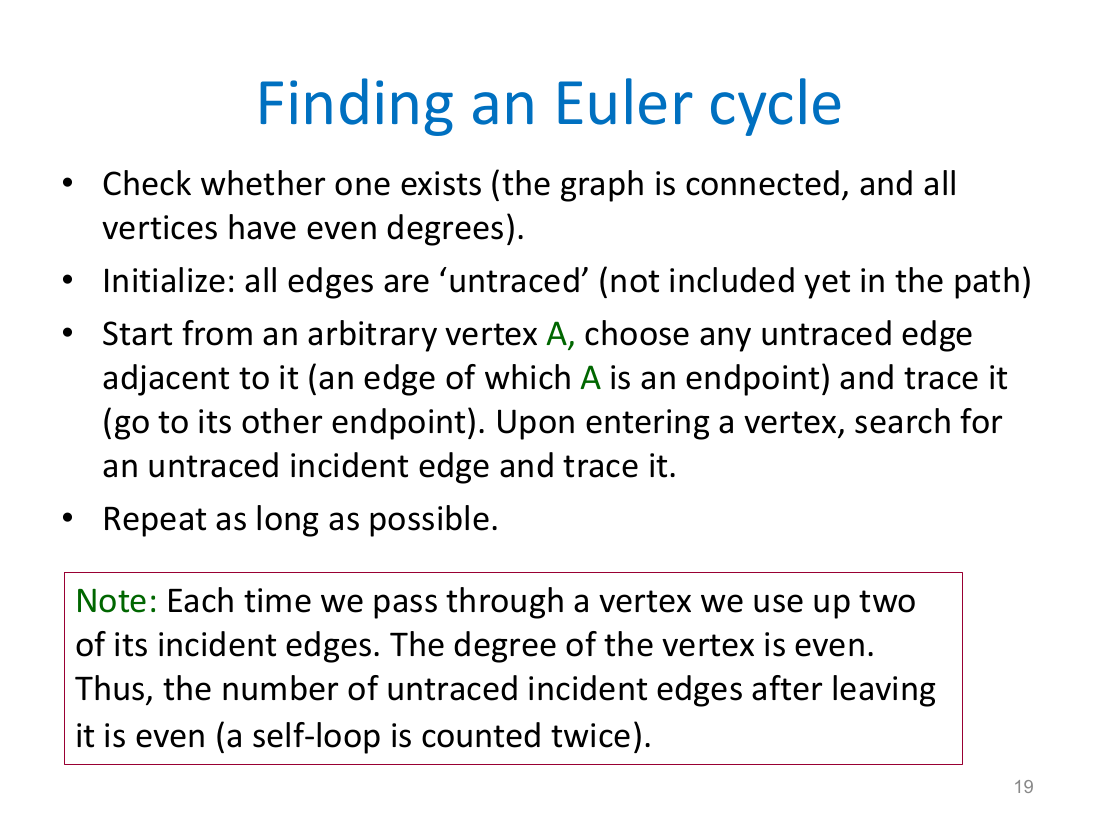 Finding an Euler cycle
• Check whether one exists (the graph is connected, and all
vertices have even degrees).
• Initialize: all edges are ‘untraced’ (not included yet in the path)
• Start from an arbitrary vertex A, choose any untraced edge
adjacent to it (an edge of which A is an endpoint) and trace it
(go to its other endpoint). Upon entering a vertex, search for
an untraced incident edge and trace it.
• Repeat as long as possible.
Note: Each time we pass through a vertex we use up two
of its incident edges. The degree of the vertex is even.
Thus, the number of untraced incident edges after leaving
it is even (a self-loop is counted twice).
19